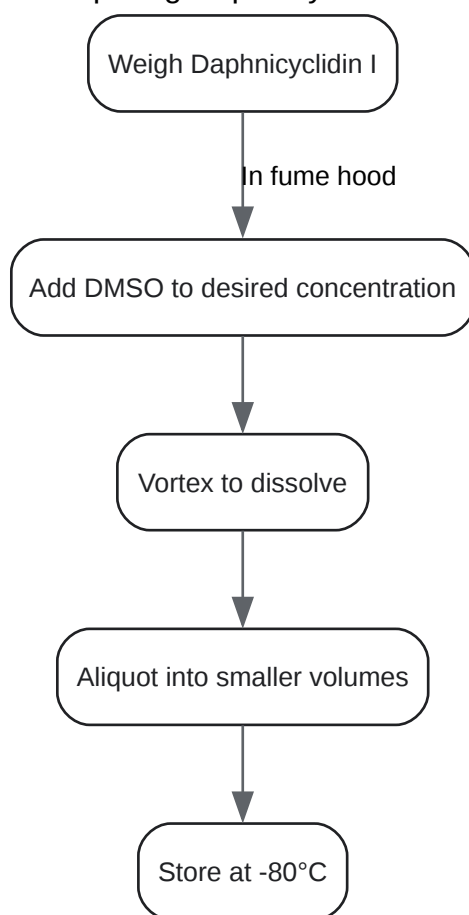 Weigh Daphnicyclidin I
In fume hood
Add DMSO to desired concentration
Vortex to dissolve
Aliquot into smaller volumes
Store at -80°C